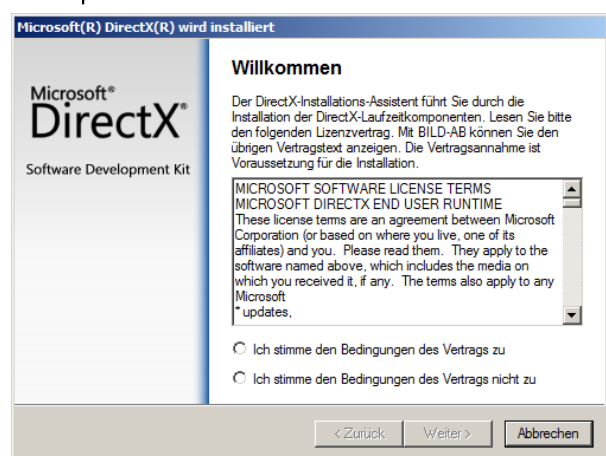 Microsoft(R) DirectX(R) wird installiert
Microsoft®
DirectX®
Software Development Kit
Willkommen
Der DirectX-Installations-Assistent führt Sie durch die
Installation der DirectX-Laufzeitkomponenten. Lesen Sie bitte
den folgenden Lizenzvertrag. Mit BILD-AB können Sie den
übrigen Vertragstext anzeigen. Die Vertragsannahme ist
Voraussetzung für die Installation.
MICROSOFT SOFTWARE LICENSE TERMS
MICROSOFT DIRECTX END USER RUNTIME
These license terms are an agreement between Microsoft
Corporation (or based on where you live, one of its
affiliates) and you.  Please read them.  They apply to the
software named above, which includes the media on
which you received it, if any.  The terms also apply to any
Microsoft
* updates,
Ich stimme den Bedingungen des Vertrags zu
Ich stimme den Bedingungen des Vertrags nicht zu
< Zurück
Weiter >
Abbrechen